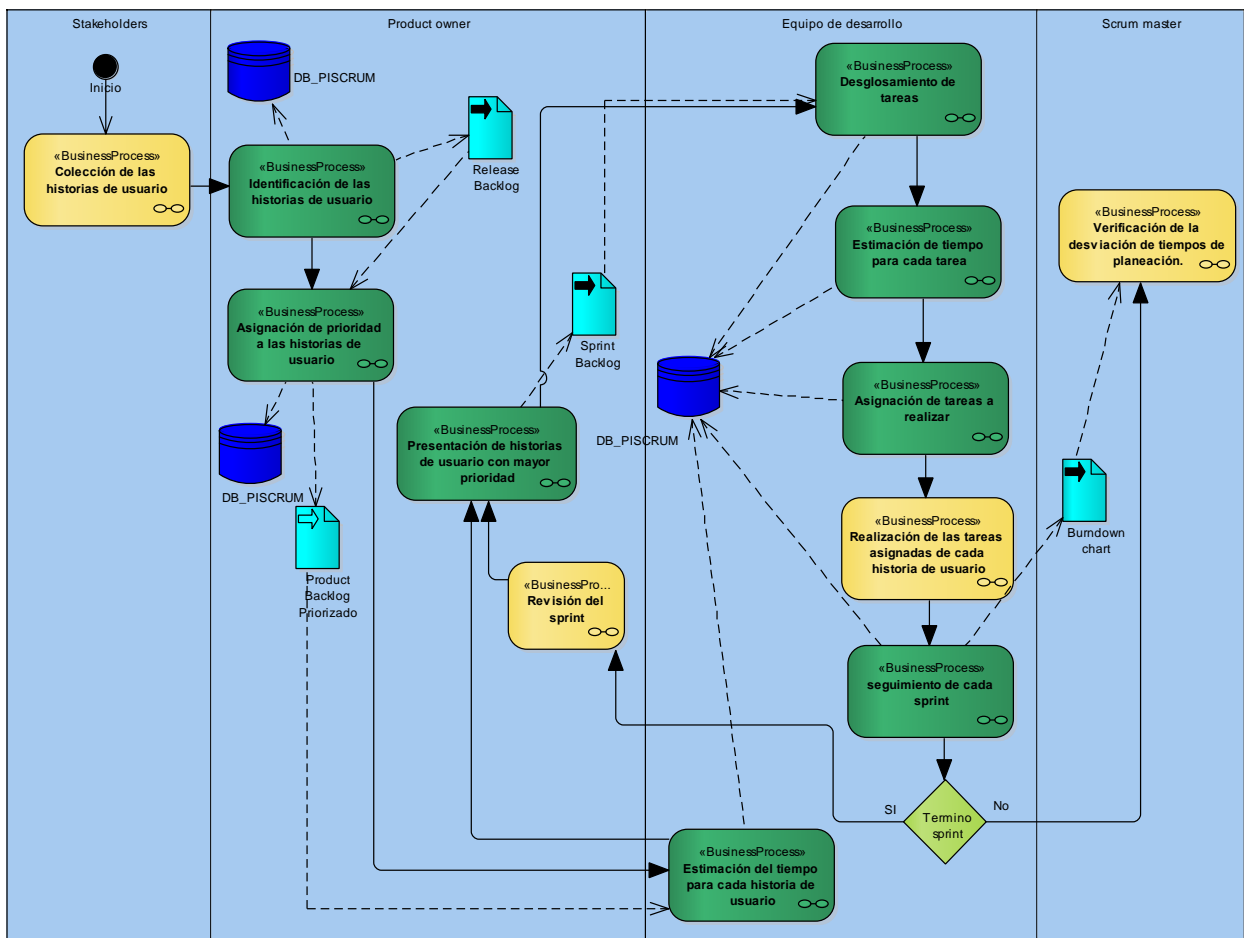 Stakeholders
Product owner
Equipo de desarrollo
Scrum master
Inicio
«BusinessProcess»
Colección de las
historias de usuario
DB_PISCRUM
«BusinessProcess»
Identificación de las
historias de usuario
Release
Backlog
«BusinessProcess»
Asignación de prioridad
a las historias de
usuario
DB_PISCRUM
Product
Backlog
Priorizado
Sprint
Backlog
«BusinessProcess»
Presentación de historias
de usuario con mayor
prioridad
«BusinessPro...
Revisión del
sprint
«BusinessProcess»
Desglosamiento de
tareas
«BusinessProcess»
Estimación de tiempo
para cada tarea
DB_PISCRUM
«BusinessProcess»
Asignación de tareas a
realizar
«BusinessProcess»
Realización de las tareas
asignadas de cada
historia de usuario
«BusinessProcess»
seguimiento de cada
sprint
SI
Termino
sprint
No
«BusinessProcess»
Estimación del tiempo
para cada historia de
usuario
«BusinessProcess»
Verificación de la
desviación de tiempos de
planeación.
Burndown
chart